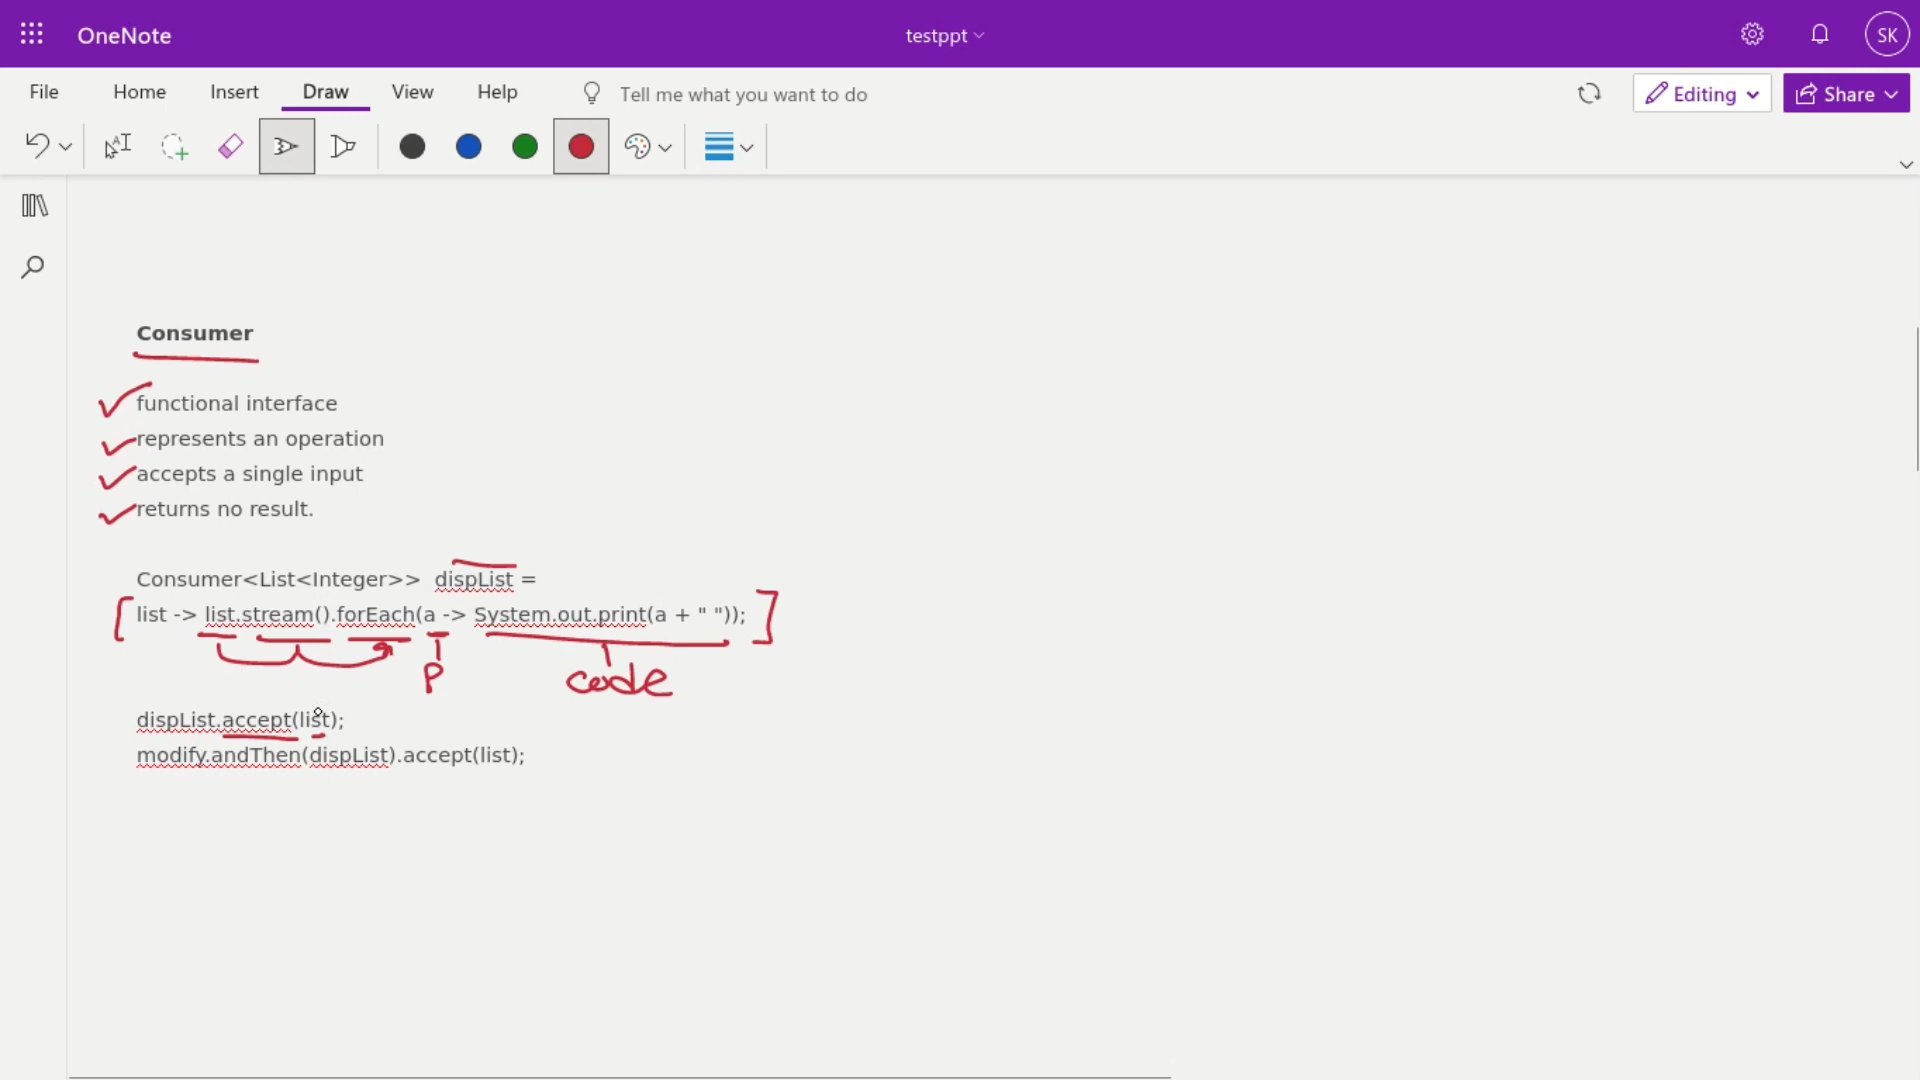 OneNote
testppt
SK
File Home Insert Draw View Help Tell me what you want to do
Editing Share
Consumer
functional interface
represents an operation
accepts a single input
returns no result.
Consumer<List<Integer>> dispList =
list -> list.stream().forEach(a -> System.out.print(a + " "));
P code
dispList.accept(list);
modify.andThen(dispList).accept(list);